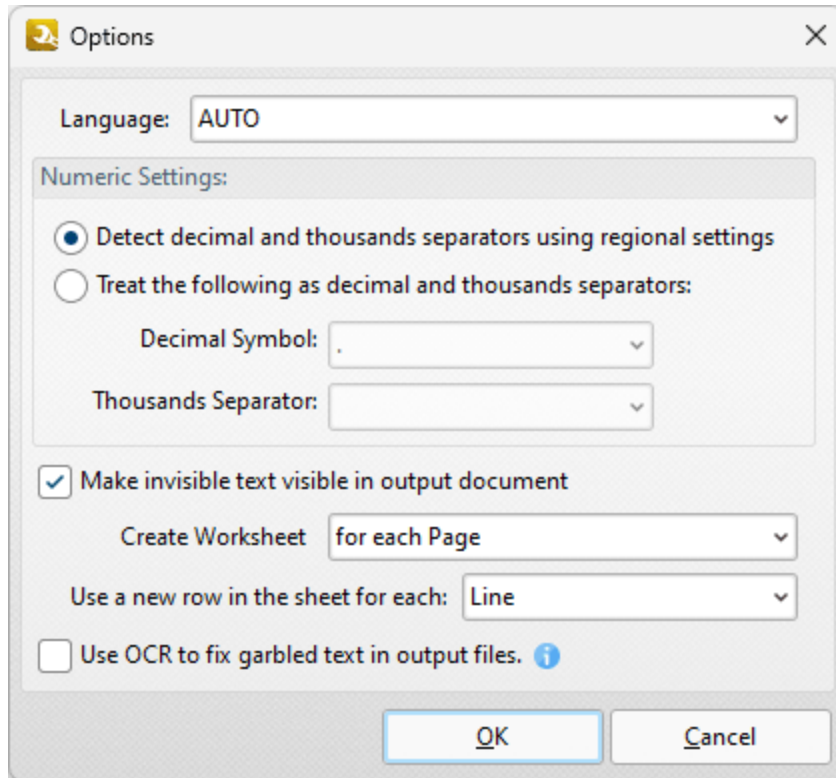 Options
Language: AUTO
Numeric Settings:
Detect decimal and thousands separators using regional settings
Treat the following as decimal and thousands separators:
Decimal Symbol: .
Thousands Separator:
Make invisible text visible in output document
Create Worksheet for each Page
Use a new row in the sheet for each: Line
Use OCR to fix garbled text in output files.
OK Cancel